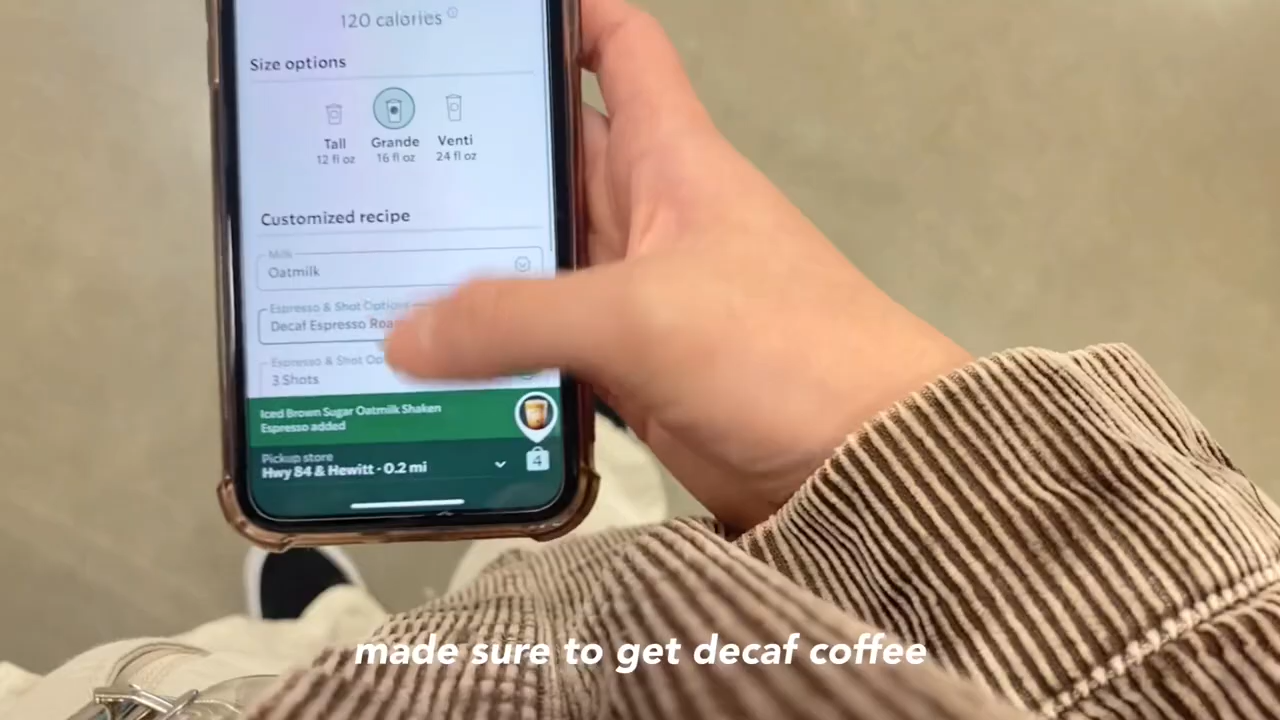 120 calories
Size options
Tall
Grande
Venti
12 fl oz
16 fl oz
24 fl oz
Customized recipe
Milk
Oatmilk
Espresso & Shot Options
Decaf Espresso Roa
Espresso & Shot Op
3 Shots
Iced Brown Sugar Oatmilk Shaken
Espresso added
Pickup store
Hwy 84 & Hewitt - 0.2 mi
4
made sure to get decaf coffee